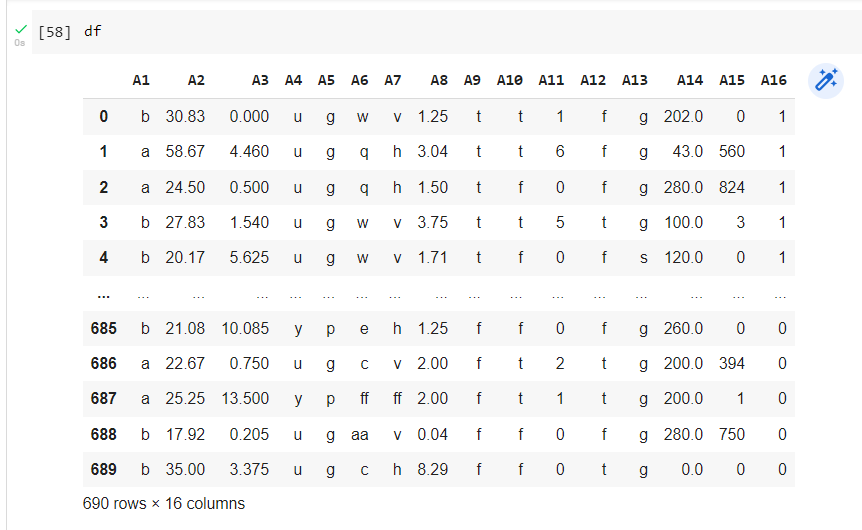 [58] df
0s
A1 A2 A3 A4 A5 A6 A7 A8 A9 A10 A11 A12 A13 A14 A15 A16
0 b 30.83 0.000 u g w v 1.25 t t 1 f g 202.0 0 1
1 a 58.67 4.460 u g q h 3.04 t t 6 f g 43.0 560 1
2 a 24.50 0.500 u g q h 1.50 t f 0 f g 280.0 824 1
3 b 27.83 1.540 u g w v 3.75 t t 5 t g 100.0 3 1
4 b 20.17 5.625 u g w v 1.71 t f 0 f s 120.0 0 1
... ... ... ... ... ... ... ... ... ... ... ... ... ... ... ... ...
685 b 21.08 10.085 y p e h 1.25 f f 0 f g 260.0 0 0
686 a 22.67 0.750 u g c v 2.00 f t 2 t g 200.0 394 0
687 a 25.25 13.500 y p ff ff 2.00 f t 1 t g 200.0 1 0
688 b 17.92 0.205 u g aa v 0.04 f f 0 f g 280.0 750 0
689 b 35.00 3.375 u g c h 8.29 f f 0 t g 0.0 0 0
690 rows × 16 columns